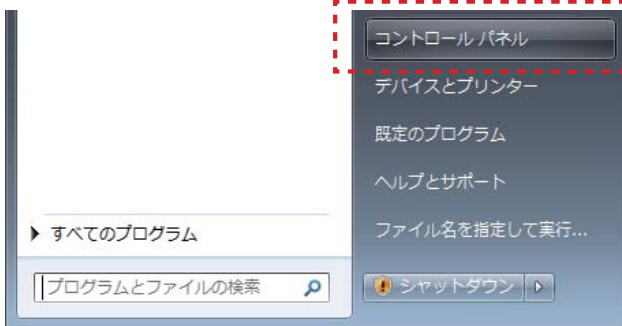 コントロール パネル
デバイスとプリンター
既定のプログラム
ヘルプとサポート
すべてのプログラム
ファイル名を指定して実行...
プログラムとファイルの検索
シャットダウン